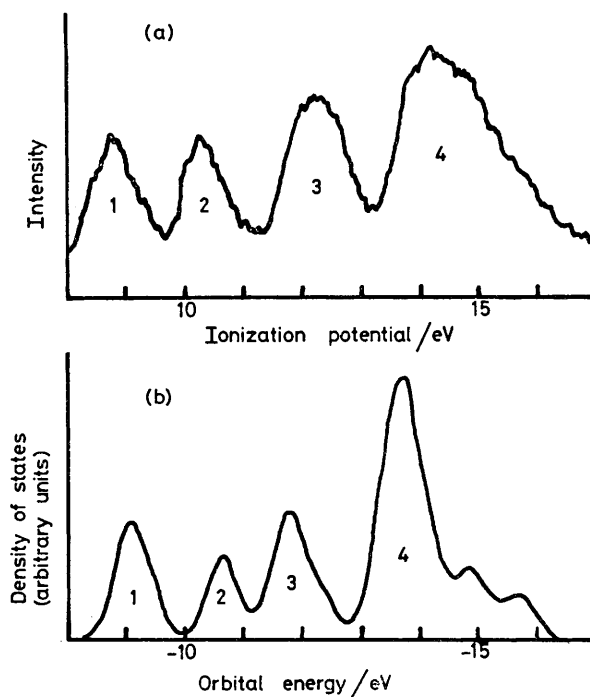 (a)
Intensity
1
2
3
4
10
15
Ionization potential /eV
(b)
Density of states
(arbitrary units)
1
2
3
4
-10
-15
Orbital energy /eV